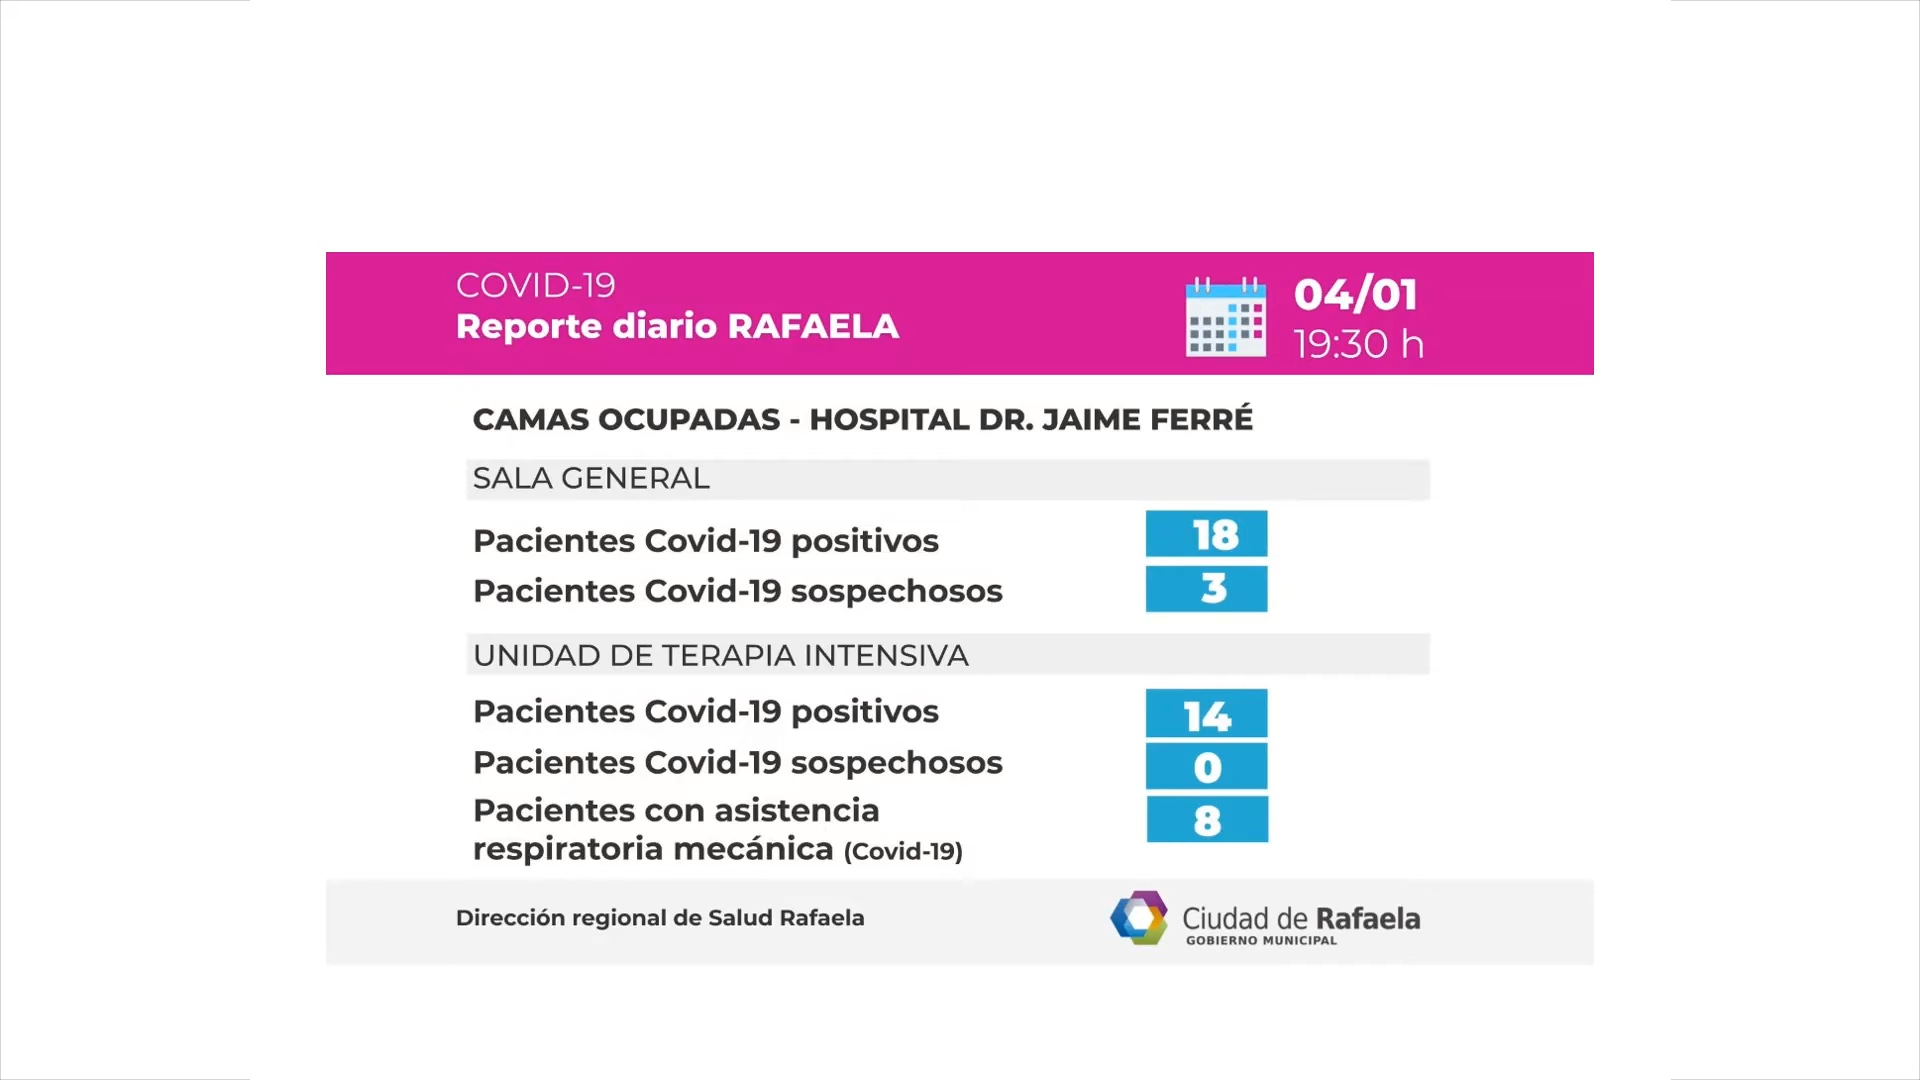 COVID-19
Reporte diario RAFAELA
04/01
19:30 h
CAMAS OCUPADAS - HOSPITAL DR. JAIME FERRÉ
SALA GENERAL
Pacientes Covid-19 positivos 18
Pacientes Covid-19 sospechosos 3
UNIDAD DE TERAPIA INTENSIVA
Pacientes Covid-19 positivos 14
Pacientes Covid-19 sospechosos 0
Pacientes con asistencia 8
respiratoria mecánica (Covid-19)
Dirección regional de Salud Rafaela
Ciudad de Rafaela
GOBIERNO MUNICIPAL